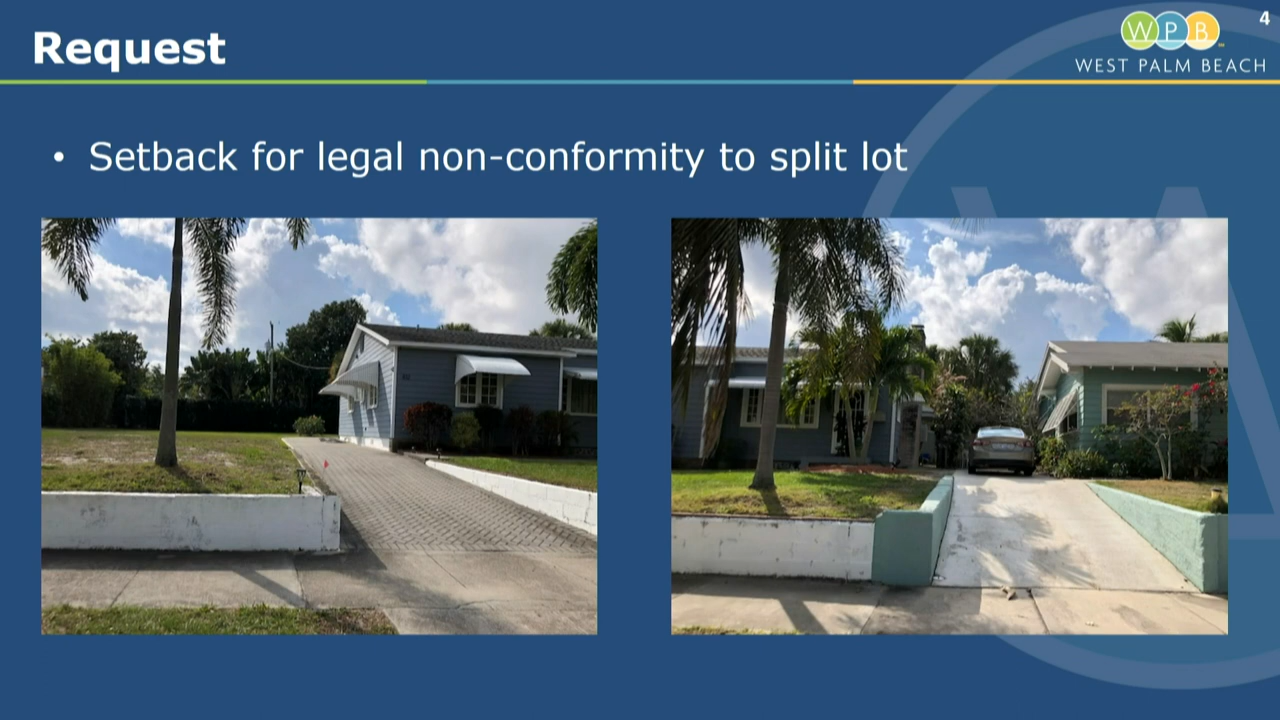 Request
WPB
WEST PALM BEACH
4
• Setback for legal non-conformity to split lot